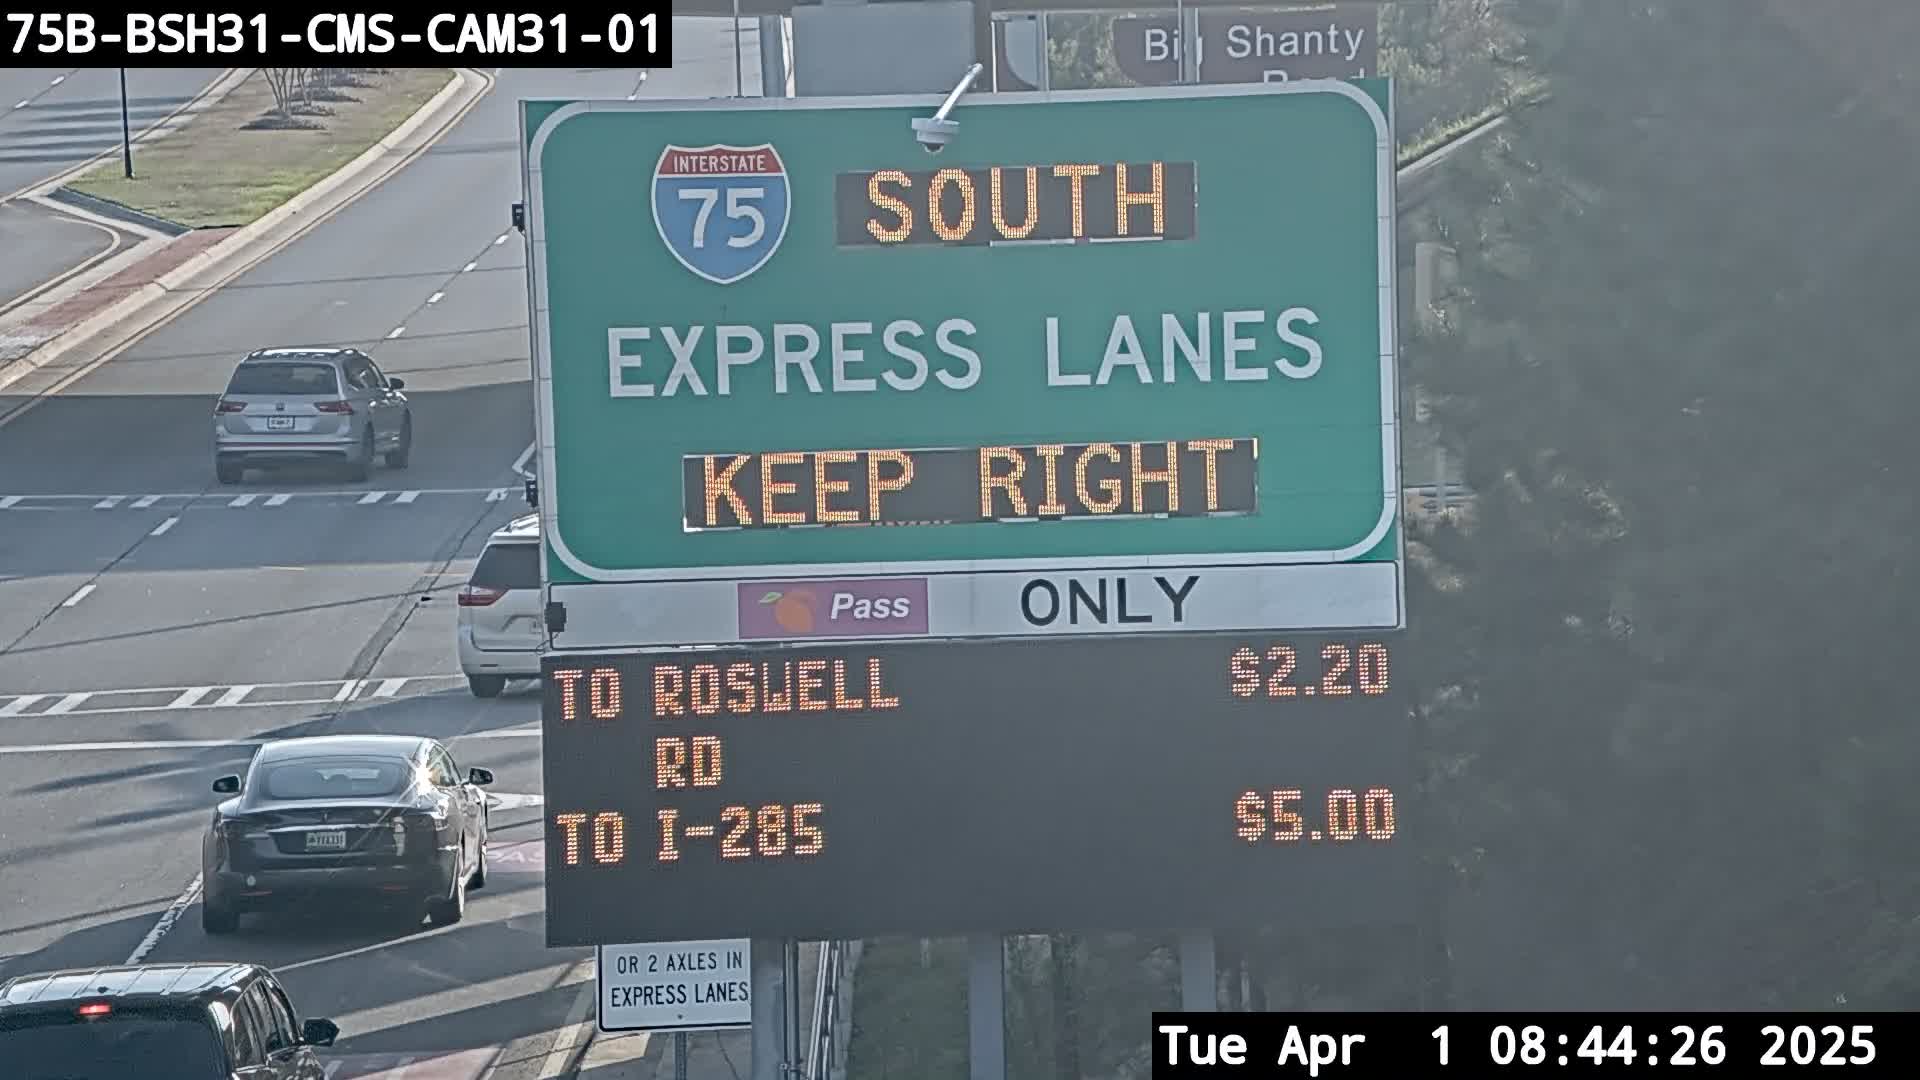 75B-BSH31-CMS-CAM31-01
Big Shanty
Road
INTERSTATE
75
SOUTH
EXPRESS LANES
KEEP RIGHT
Pass
ONLY
TO ROSWELL $2.20
RD
TO I-285 $5.00
OR 2 AXLES IN
EXPRESS LANES
Tue Apr 1 08:44:26 2025